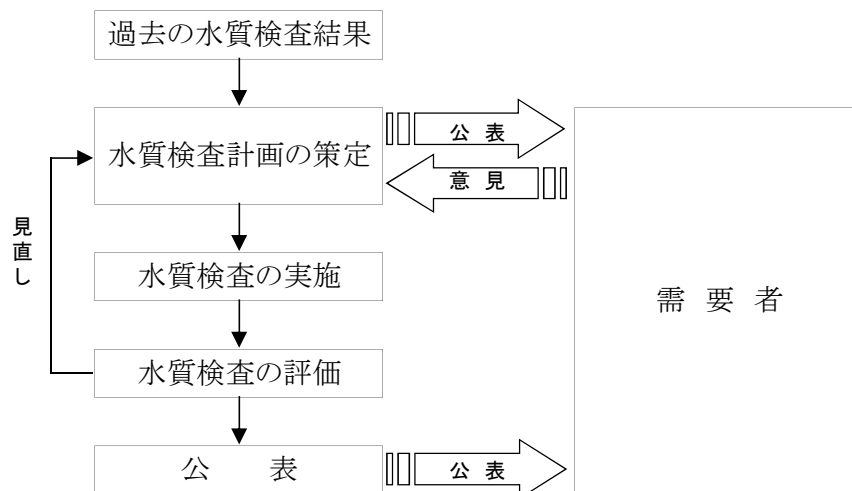 過去の水質検査結果
水質検査計画の策定
公 表
意 見
見直し
水質検査の実施
需 要 者
水質検査の評価
公 表
公 表